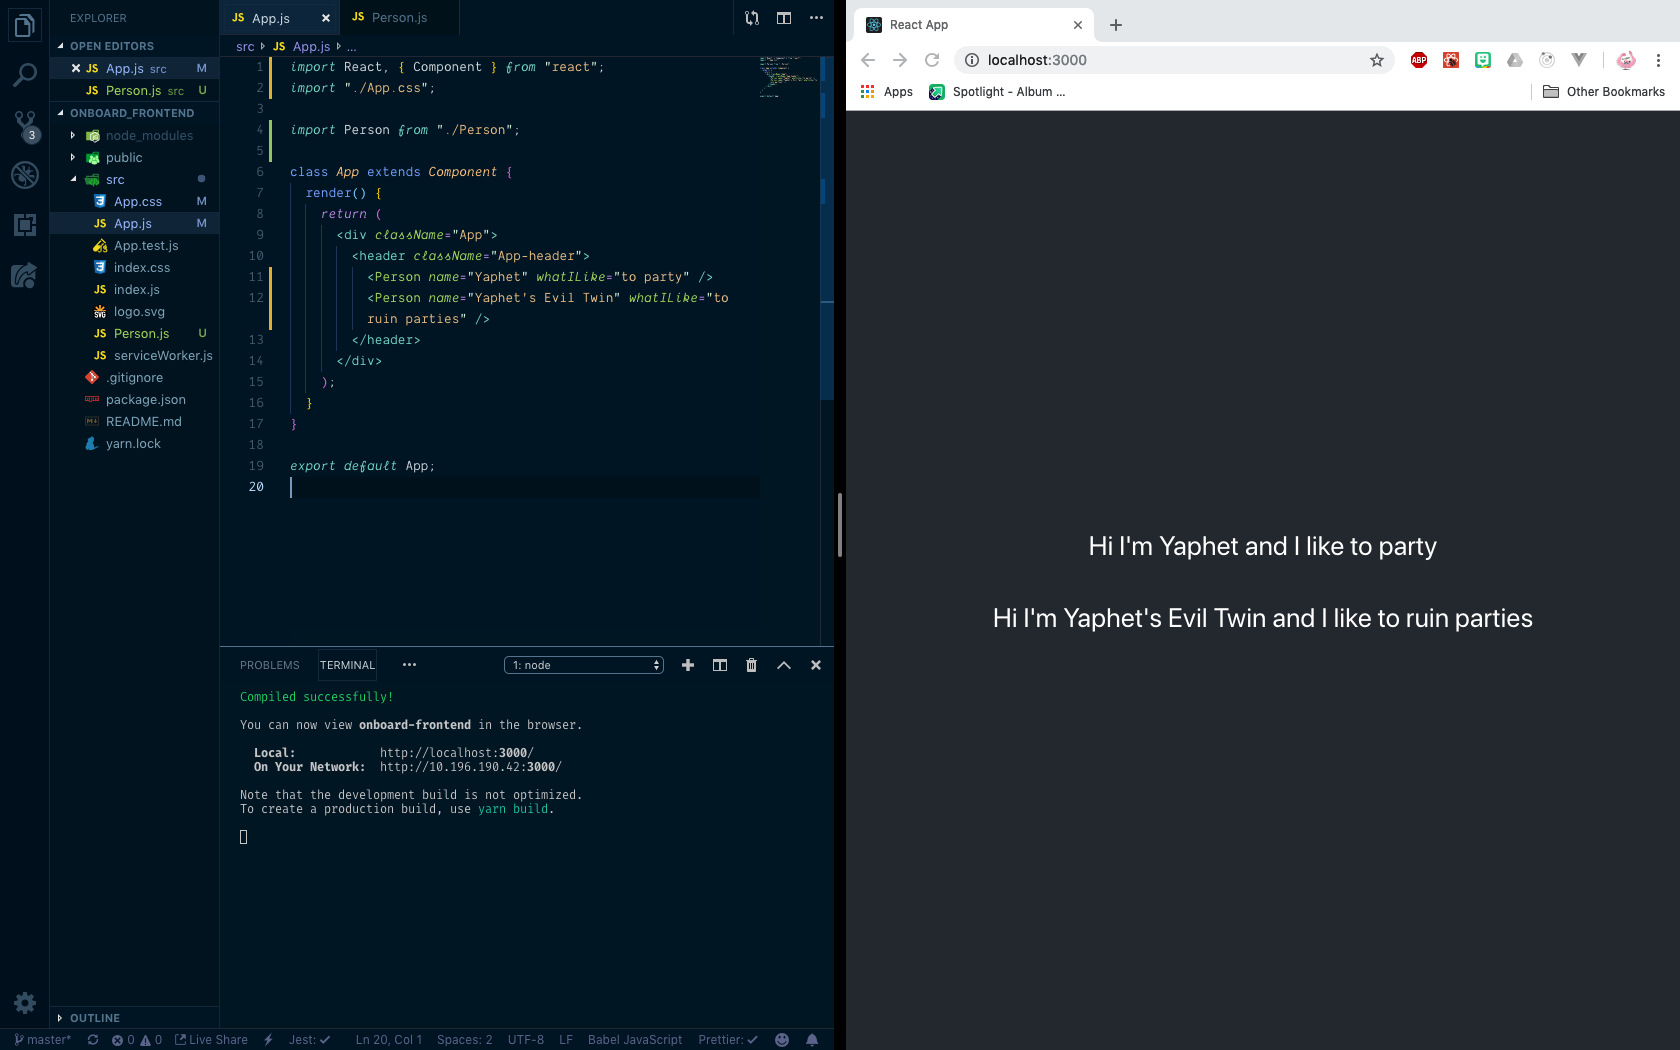 EXPLORER
OPEN EDITORS
JS App.js src M
JS Person.js src U
ONBOARD_FRONTEND
node_modules
public
src
App.css M
JS App.js M
App.test.js
index.css
JS index.js
SVG logo.svg
JS Person.js U
JS serviceWorker.js
.gitignore
package.json
README.md
yarn.lock
OUTLINE
3
JS App.js
JS Person.js
src JS App.js ...
1 import React, { Component } from "react";
2 import "./App.css";
3
4 import Person from "./Person";
5
6 class App extends Component {
7 render() {
8 return (
9 <div className="App">
10 <header className="App-header">
11 <Person name="Yaphet" whatILike="to party" />
12 <Person name="Yaphet's Evil Twin" whatILike="to
ruin parties" />
13 </header>
14 </div>
15 );
16 }
17 }
18
19 export default App;
20
PROBLEMS TERMINAL ... 1: node
Compiled successfully!
You can now view onboard-frontend in the browser.
Local: http://localhost:3000/
On Your Network: http://10.196.190.42:3000/
Note that the development build is not optimized.
To create a production build, use yarn build.
master* 0 0 Live Share Jest: Ln 20, Col 1 Spaces: 2 UTF-8 LF Babel JavaScript Prettier:
React App
localhost:3000
ABP
Apps Spotlight - Album ... Other Bookmarks
Hi I'm Yaphet and I like to party
Hi I'm Yaphet's Evil Twin and I like to ruin parties